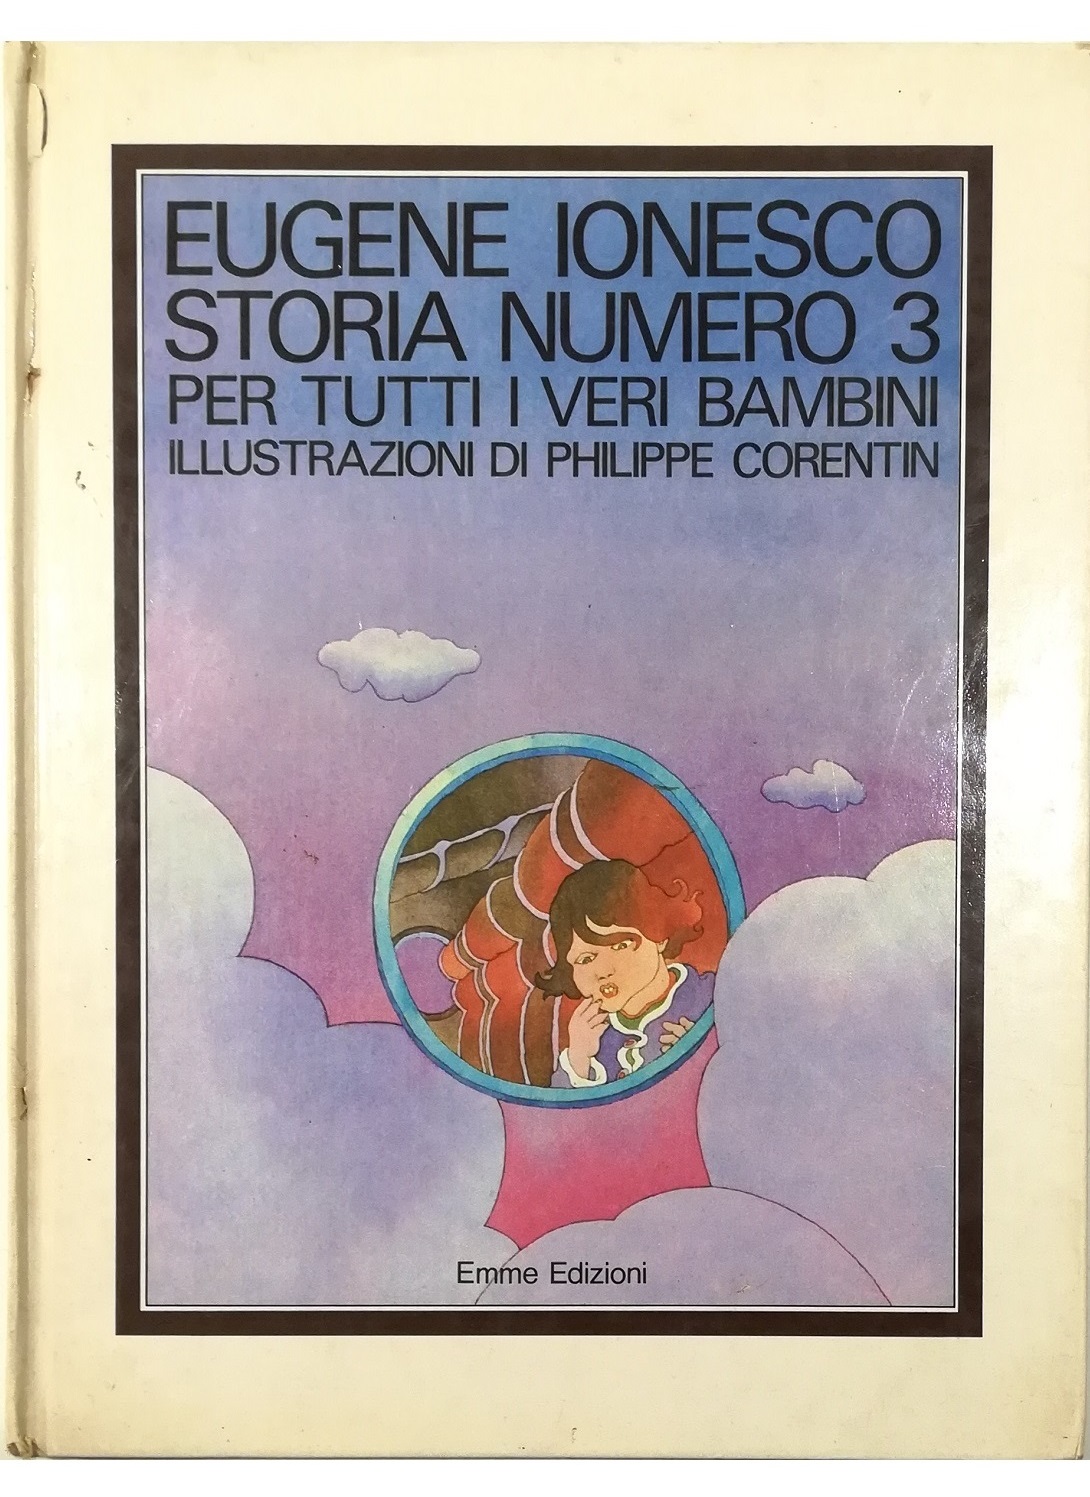 EUGENE IONESCO
STORIA NUMERO 3
PER TUTTI I VERI BAMBINI
ILLUSTRAZIONI DI PHILIPPE CORENTIN
Emme Edizioni